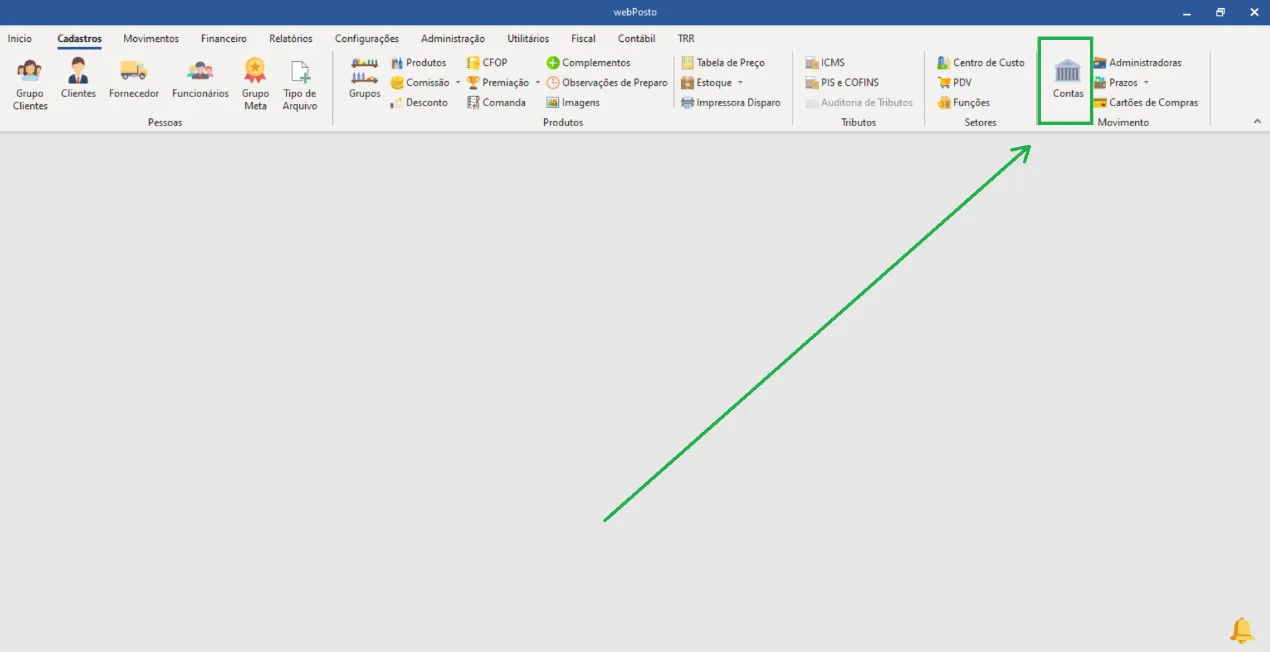 webPosto
Inicio Cadastros Movimentos Financeiro Relatórios Configurações Administração Utilitários Fiscal Contábil TRR
Grupo Clientes
Clientes
Fornecedor
Funcionários
Grupo Meta
Tipo de Arquivo
Pessoas
Grupos
Produtos
Comissão
Desconto
CFOP
Premiação
Comanda
Complementos
Observações de Preparo
Imagens
Tabela de Preço
Estoque
Impressora Disparo
Produtos
ICMS
PIS e COFINS
Auditoria de Tributos
Tributos
Centro de Custo
PDV
Funções
Setores
Contas
Administradoras
Prazos
Cartões de Compras
Movimento